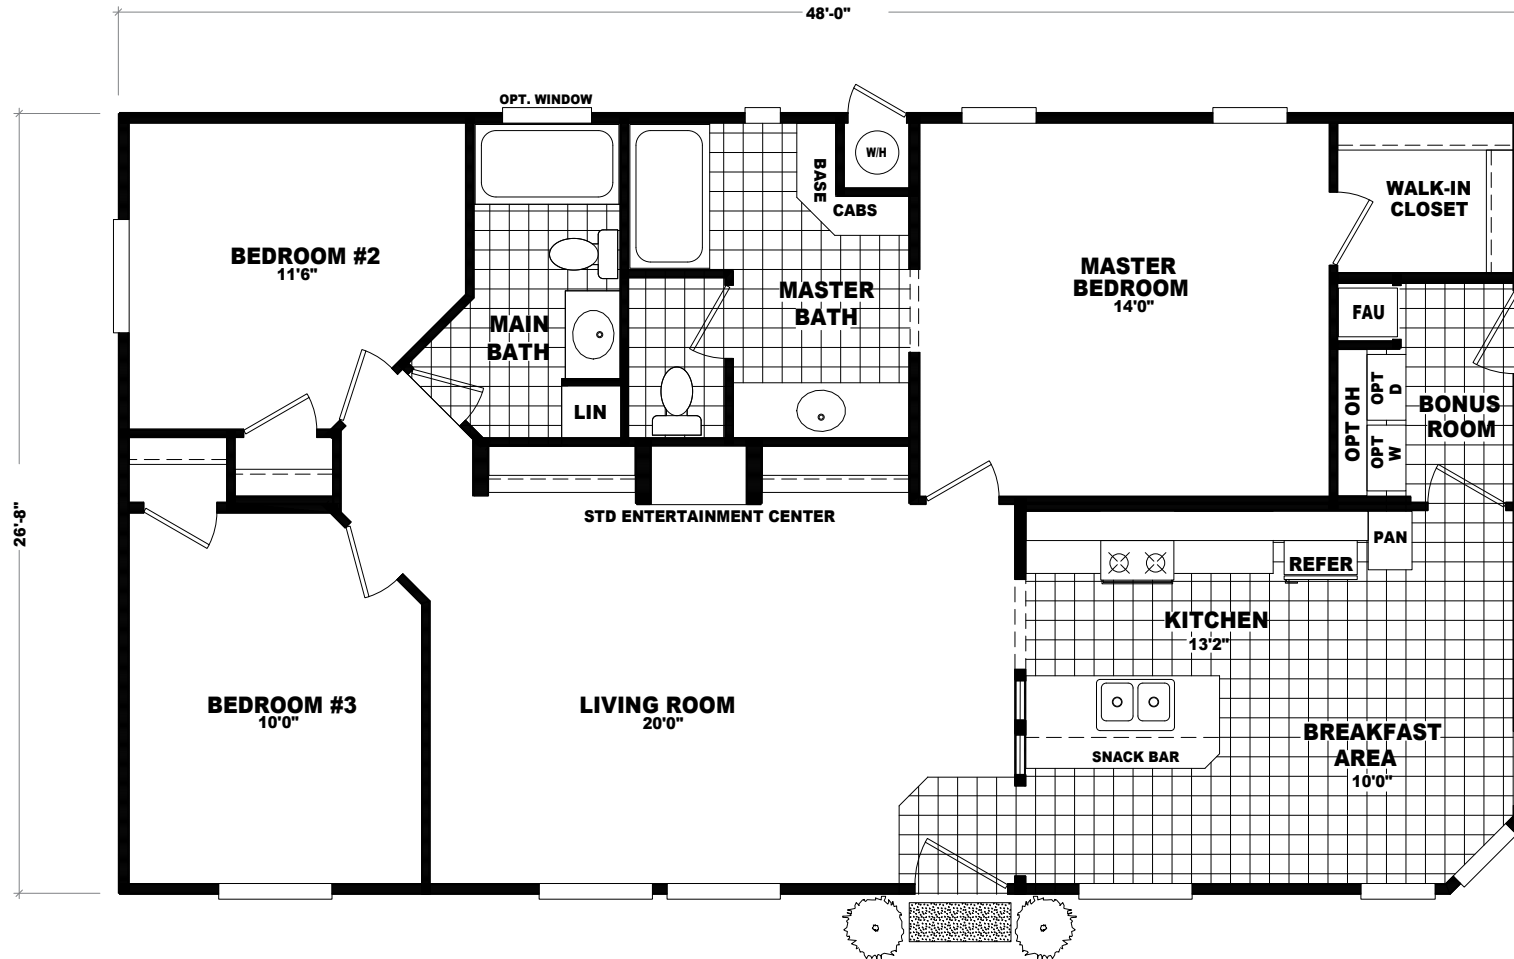 48'-0"
OPT. WINDOW
W/H
BASE
CABS
WALK-IN
CLOSET
BEDROOM #2
11'6"
MASTER
BEDROOM
14'0"
MASTER
BATH
MAIN
BATH
FAU
LIN
OPT OH
OPT
D
OPT
W
BONUS
ROOM
26'-8"
STD ENTERTAINMENT CENTER
PAN
REFER
KITCHEN
13'2"
BEDROOM #3
10'0"
LIVING ROOM
20'0"
SNACK BAR
BREAKFAST
AREA
10'0"